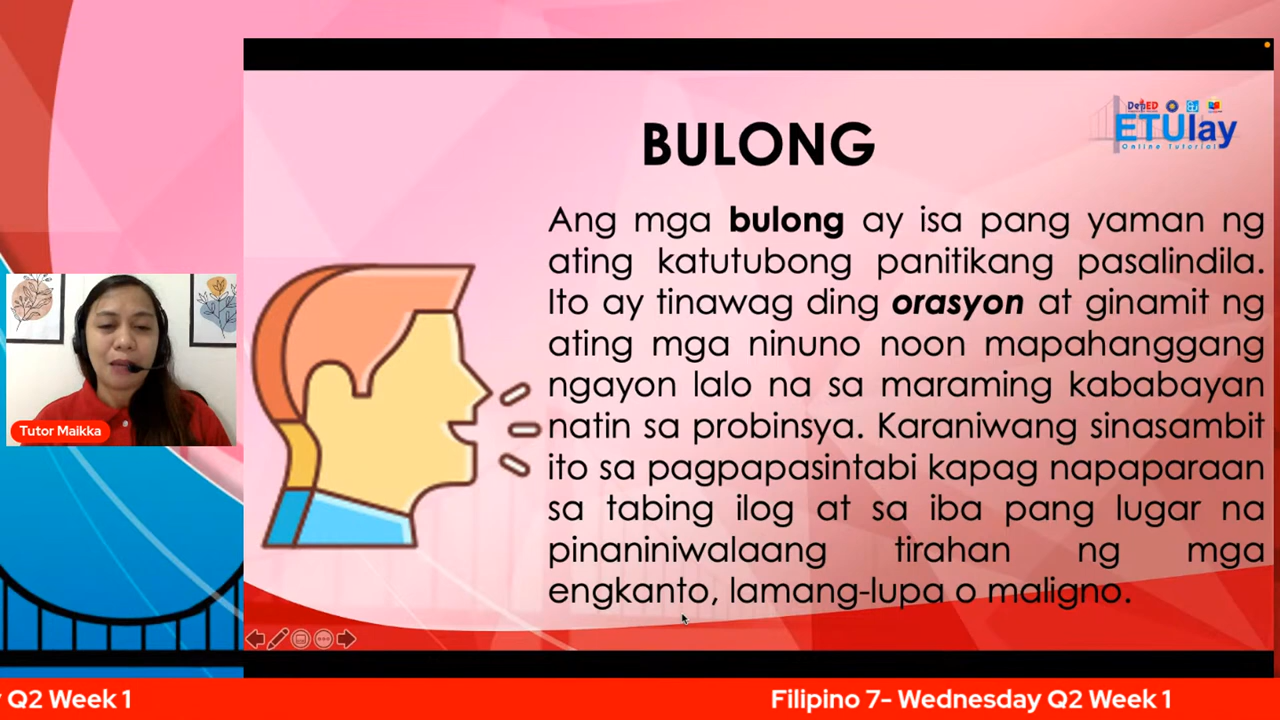 BULONG
DepED
ETUlay
Online Tutorial
Ang mga bulong ay isa pang yaman ng
ating katutubong panitikang pasalindila.
Ito ay tinawag ding orasyon at ginamit ng
ating mga ninuno noon mapahanggang
ngayon lalo na sa maraming kababayan
natin sa probinsya. Karaniwang sinasambit
ito sa pagpapasintabi kapag napaparaan
sa tabing ilog at sa iba pang lugar na
pinaniniwalaang tirahan ng mga
engkanto, lamang-lupa o maligno.
Tutor Maikka
Q2 Week 1
Filipino 7- Wednesday Q2 Week 1